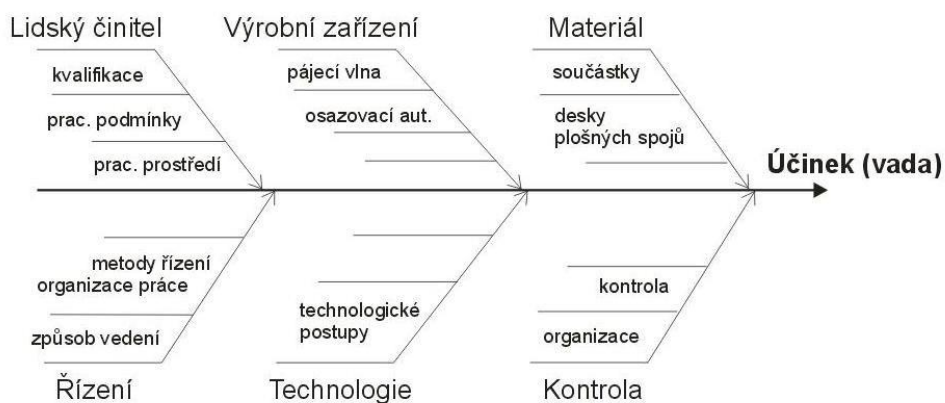 Lidský činitel
Výrobní zařízení
Materiál
kvalifikace
pájecí vlna
součástky
prac. podmínky
osazovací aut.
desky
plošných spojů
prac. prostředí
Účinek (vada)
metody řízení
organizace práce
kontrola
způsob vedení
technologické
postupy
organizace
Řízení
Technologie
Kontrola